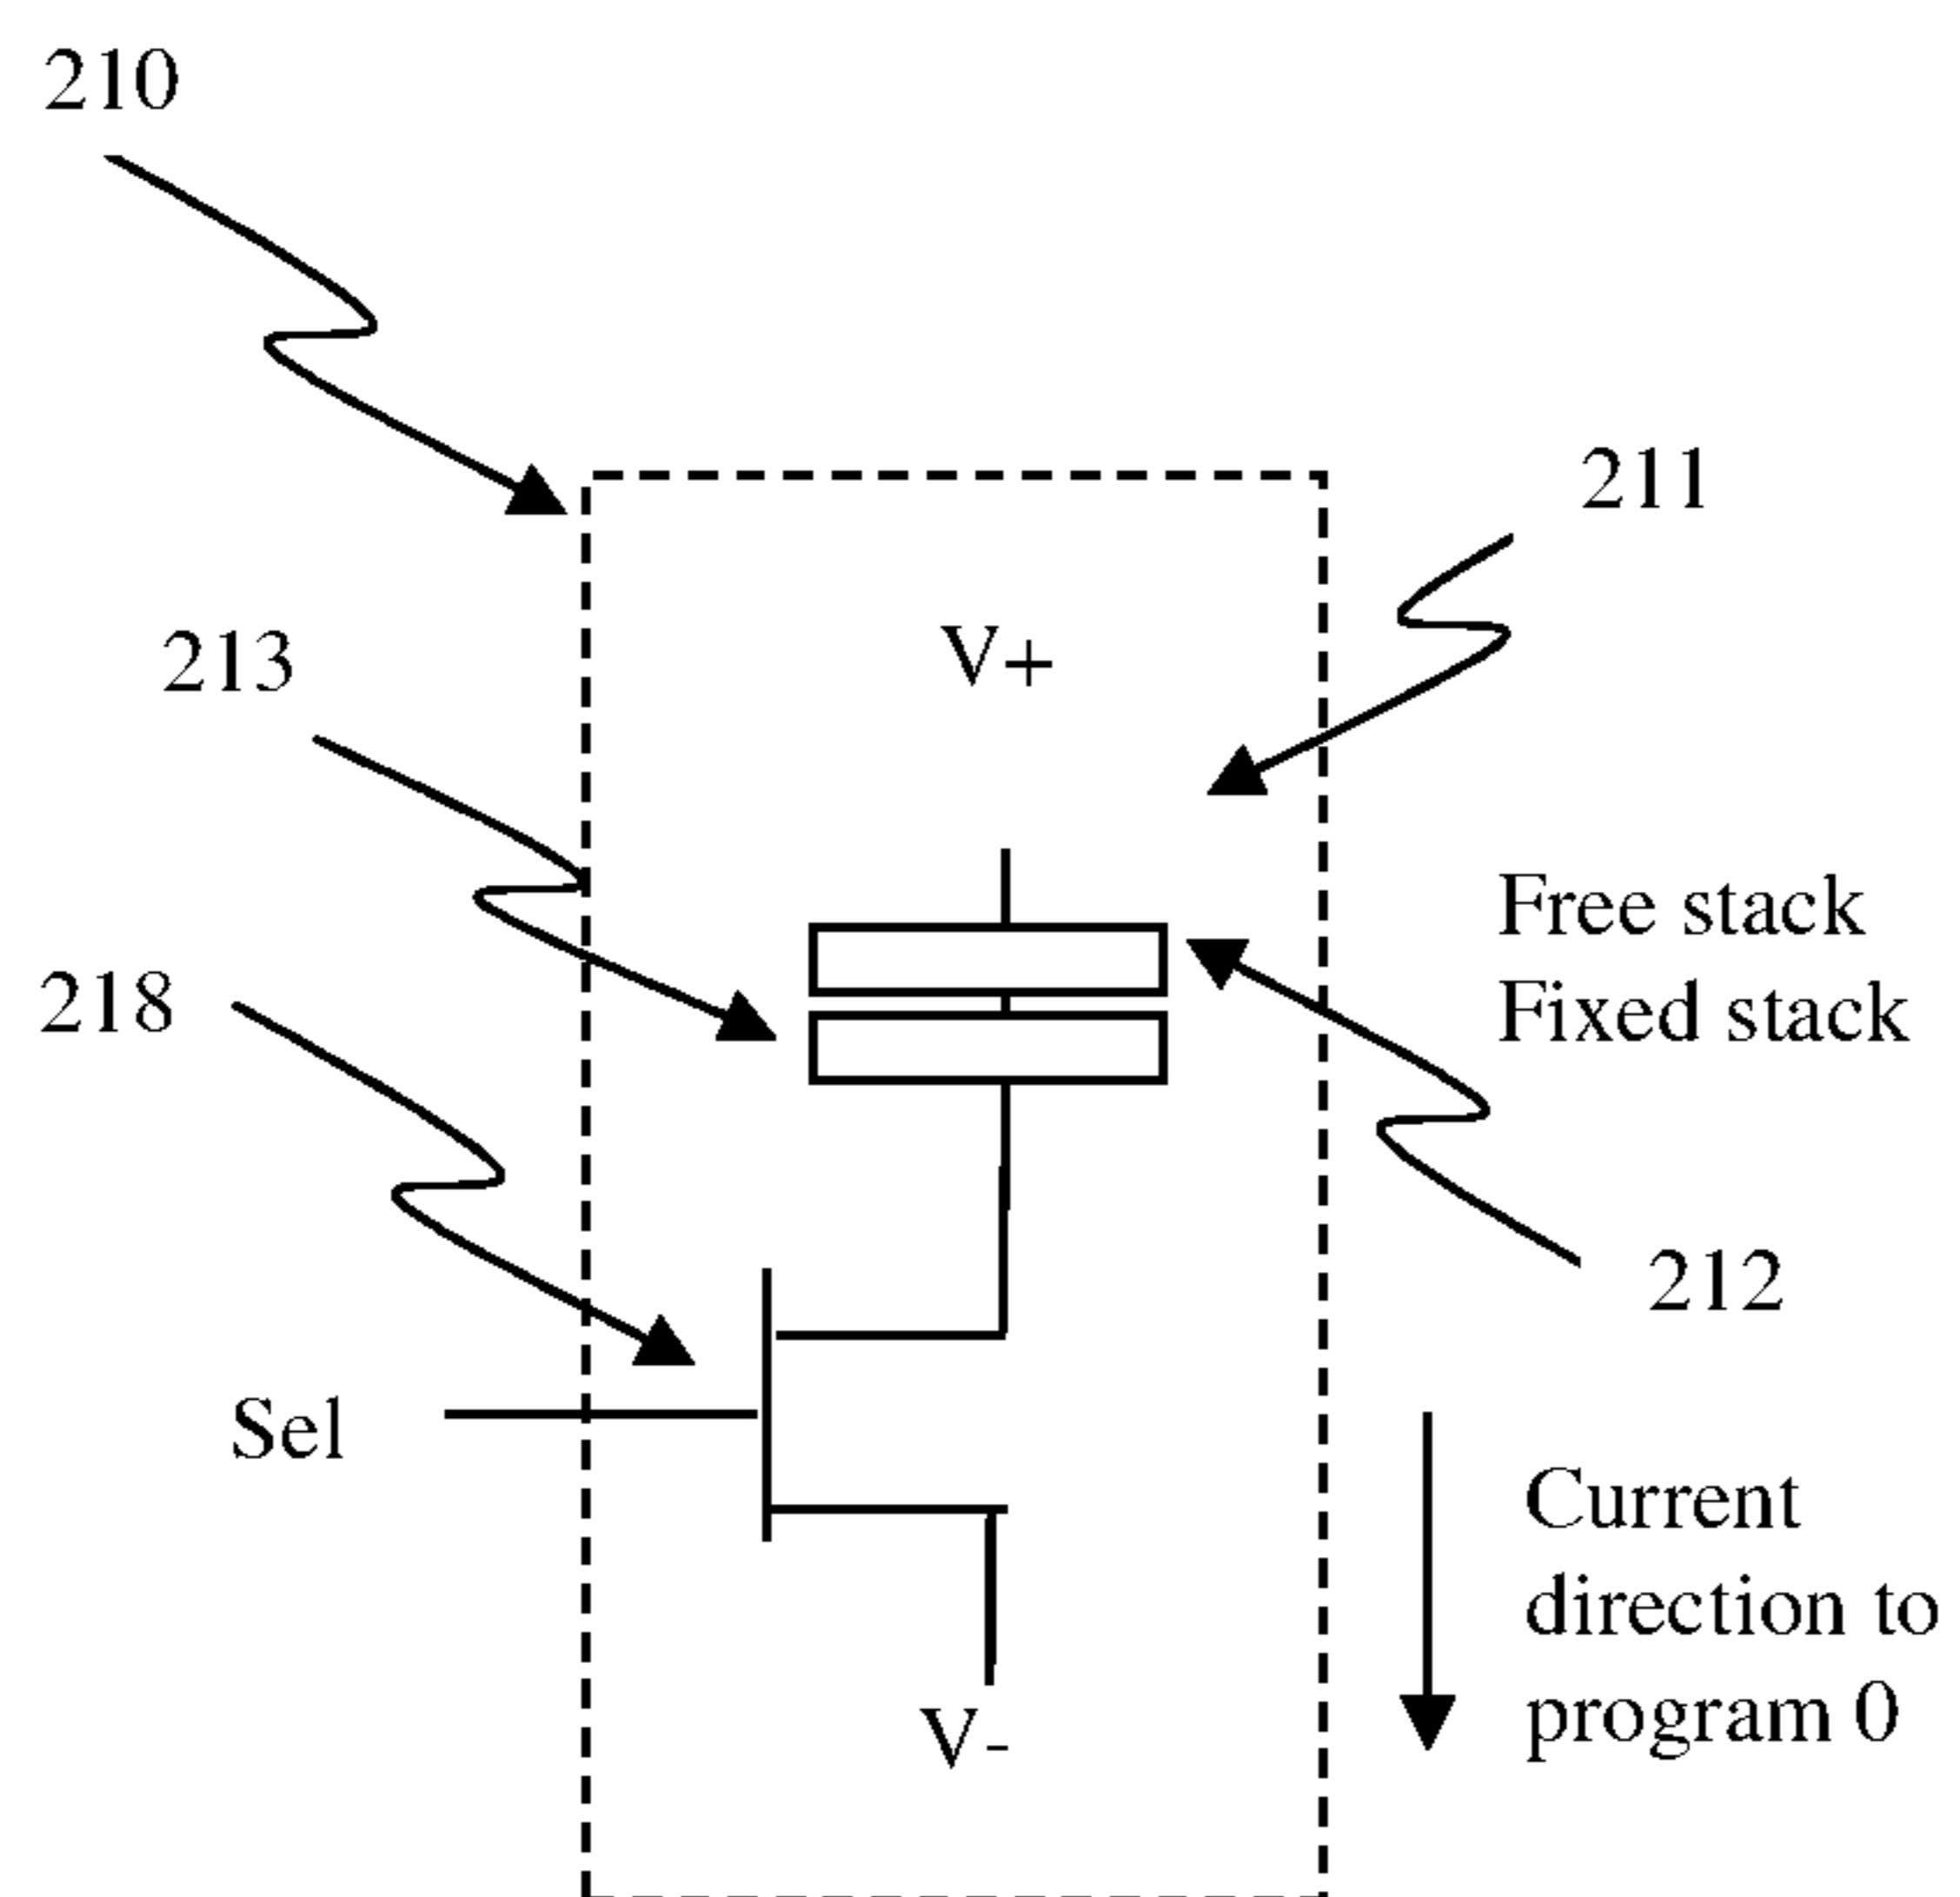 210
211
V+
213
Free stack
218
Fixed stack
212
Sel
Current
direction to
program 0
V-